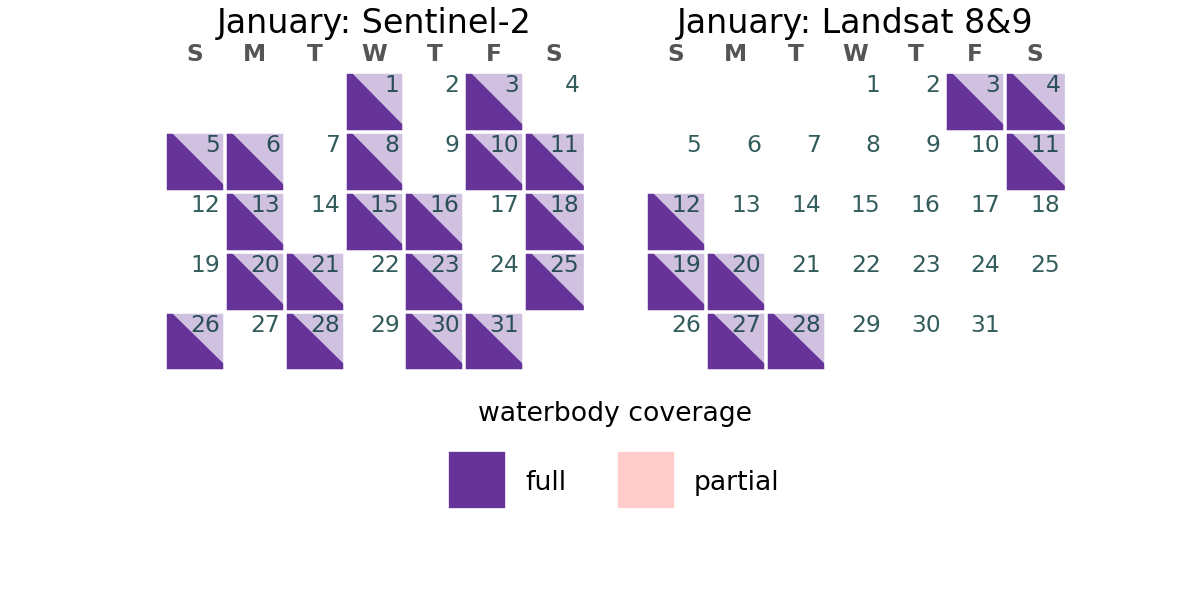 January: Sentinel-2
S M T W T F S
1 2 3 4
5 6 7 8 9 10 11
12 13 14 15 16 17 18
19 20 21 22 23 24 25
26 27 28 29 30 31
January: Landsat 8&9
S M T W T F S
1 2 3 4
5 6 7 8 9 10 11
12 13 14 15 16 17 18
19 20 21 22 23 24 25
26 27 28 29 30 31
waterbody coverage
full partial